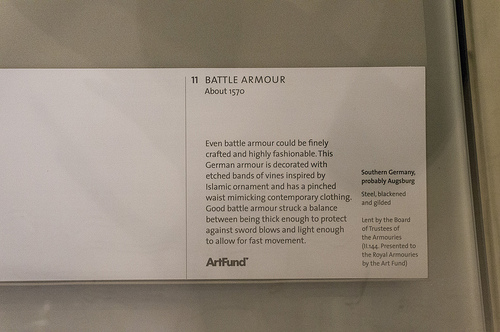 11 BATTLE ARMOUR
About 1570
Even battle armour could be finely
crafted and highly fashionable. This
German armour is decorated with
etched bands of vines inspired by
Islamic ornament and has a pinched
waist mimicking contemporary clothing.
Good battle armour struck a balance
between being thick enough to protect
against sword blows and light enough
to allow for fast movement.
ArtFund
Southern Germany,
probably Augsburg
Steel, blackened
and gilded
Lent by the Board
of Trustees of
the Armouries
(II.144. Presented to
the Royal Armouries
by the Art Fund)